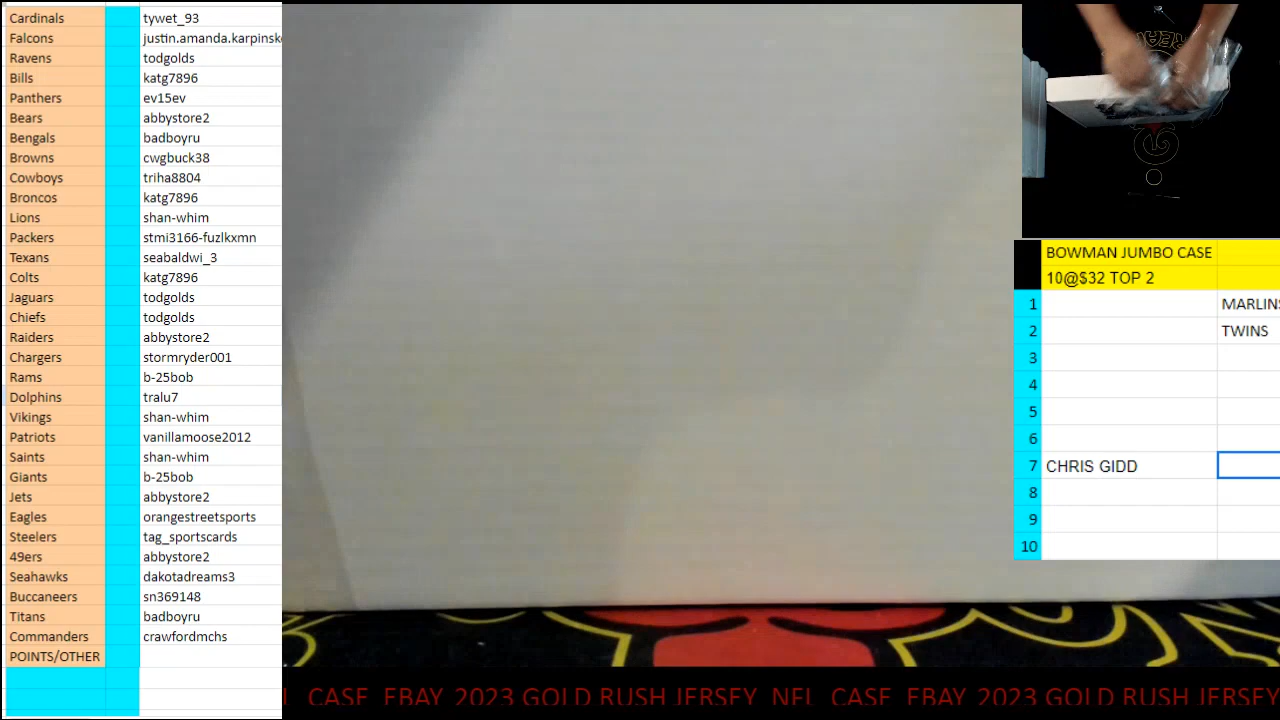 Cardinals tywet_93
Falcons justin.amanda.karpinsk
Ravens todgolds
Bills katg7896
Panthers ev15ev
Bears abbystore2
Bengals badboyru
Browns cwgbuck38
Cowboys triha8804
Broncos katg7896
Lions shan-whim
Packers stmi3166-fuzlkxmn
Texans seabaldwi_3
Colts katg7896
Jaguars todgolds
Chiefs todgolds
Raiders abbystore2
Chargers stormryder001
Rams b-25bob
Dolphins tralu7
Vikings shan-whim
Patriots vanillamoose2012
Saints shan-whim
Giants b-25bob
Jets abbystore2
Eagles orangestreetsports
Steelers tag_sportscards
49ers abbystore2
Seahawks dakotadreams3
Buccaneers sn369148
Titans badboyru
Commanders crawfordmchs
POINTS/OTHER
BOWMAN JUMBO CASE
10@$32 TOP 2
1 MARLINS
2 TWINS
3
4
5
6
7 CHRIS GIDD
8
9
10
L CASE EBAY 2023 GOLD RUSH JERSEY NFL CASE EBAY 2023 GOLD RUSH JERSEY